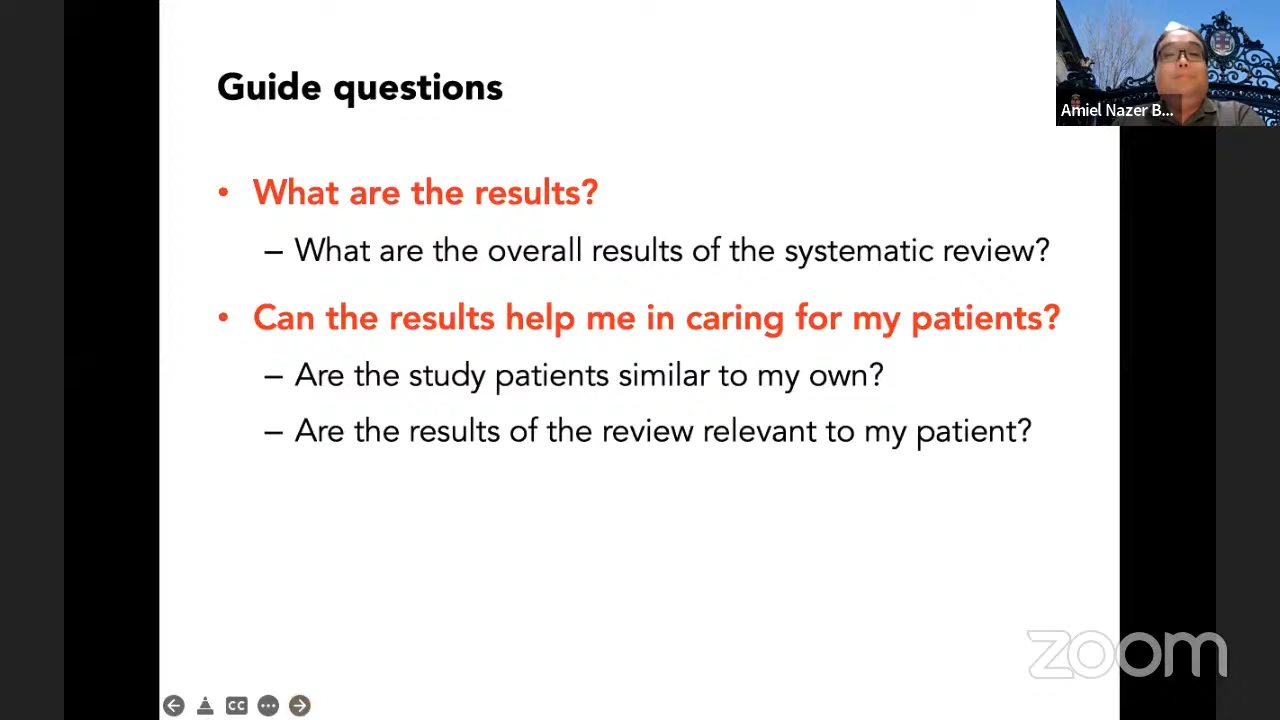 Guide questions
Amiel Nazer B...
• What are the results?
– What are the overall results of the systematic review?
• Can the results help me in caring for my patients?
– Are the study patients similar to my own?
– Are the results of the review relevant to my patient?
zoom
CC